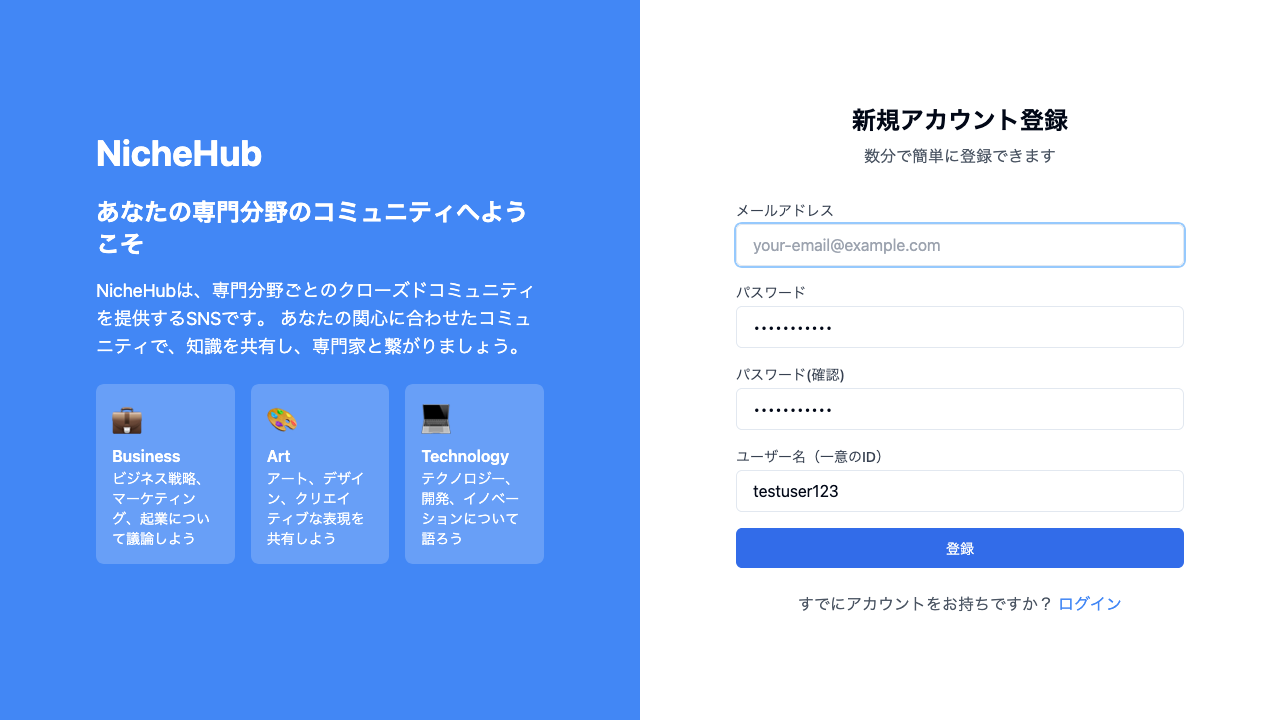 NicheHub
あなたの専門分野のコミュニティへよう
こそ
NicheHubは、専門分野ごとのクローズドコミュニティ
を提供するSNSです。 あなたの関心に合わせたコミュ
ニティで、知識を共有し、専門家と繋がりましょう。
Business
ビジネス戦略、
マーケティン
グ、起業につい
て議論しよう
Art
アート、デザイ
ン、クリエイ
ティブな表現を
共有しよう
Technology
テクノロジー、
開発、イノベー
ションについて
語ろう
新規アカウント登録
数分で簡単に登録できます
メールアドレス
your-email@example.com
パスワード
•••••••••••
パスワード(確認)
•••••••••••
ユーザー名（一意のID）
testuser123
登録
すでにアカウントをお持ちですか？ ログイン